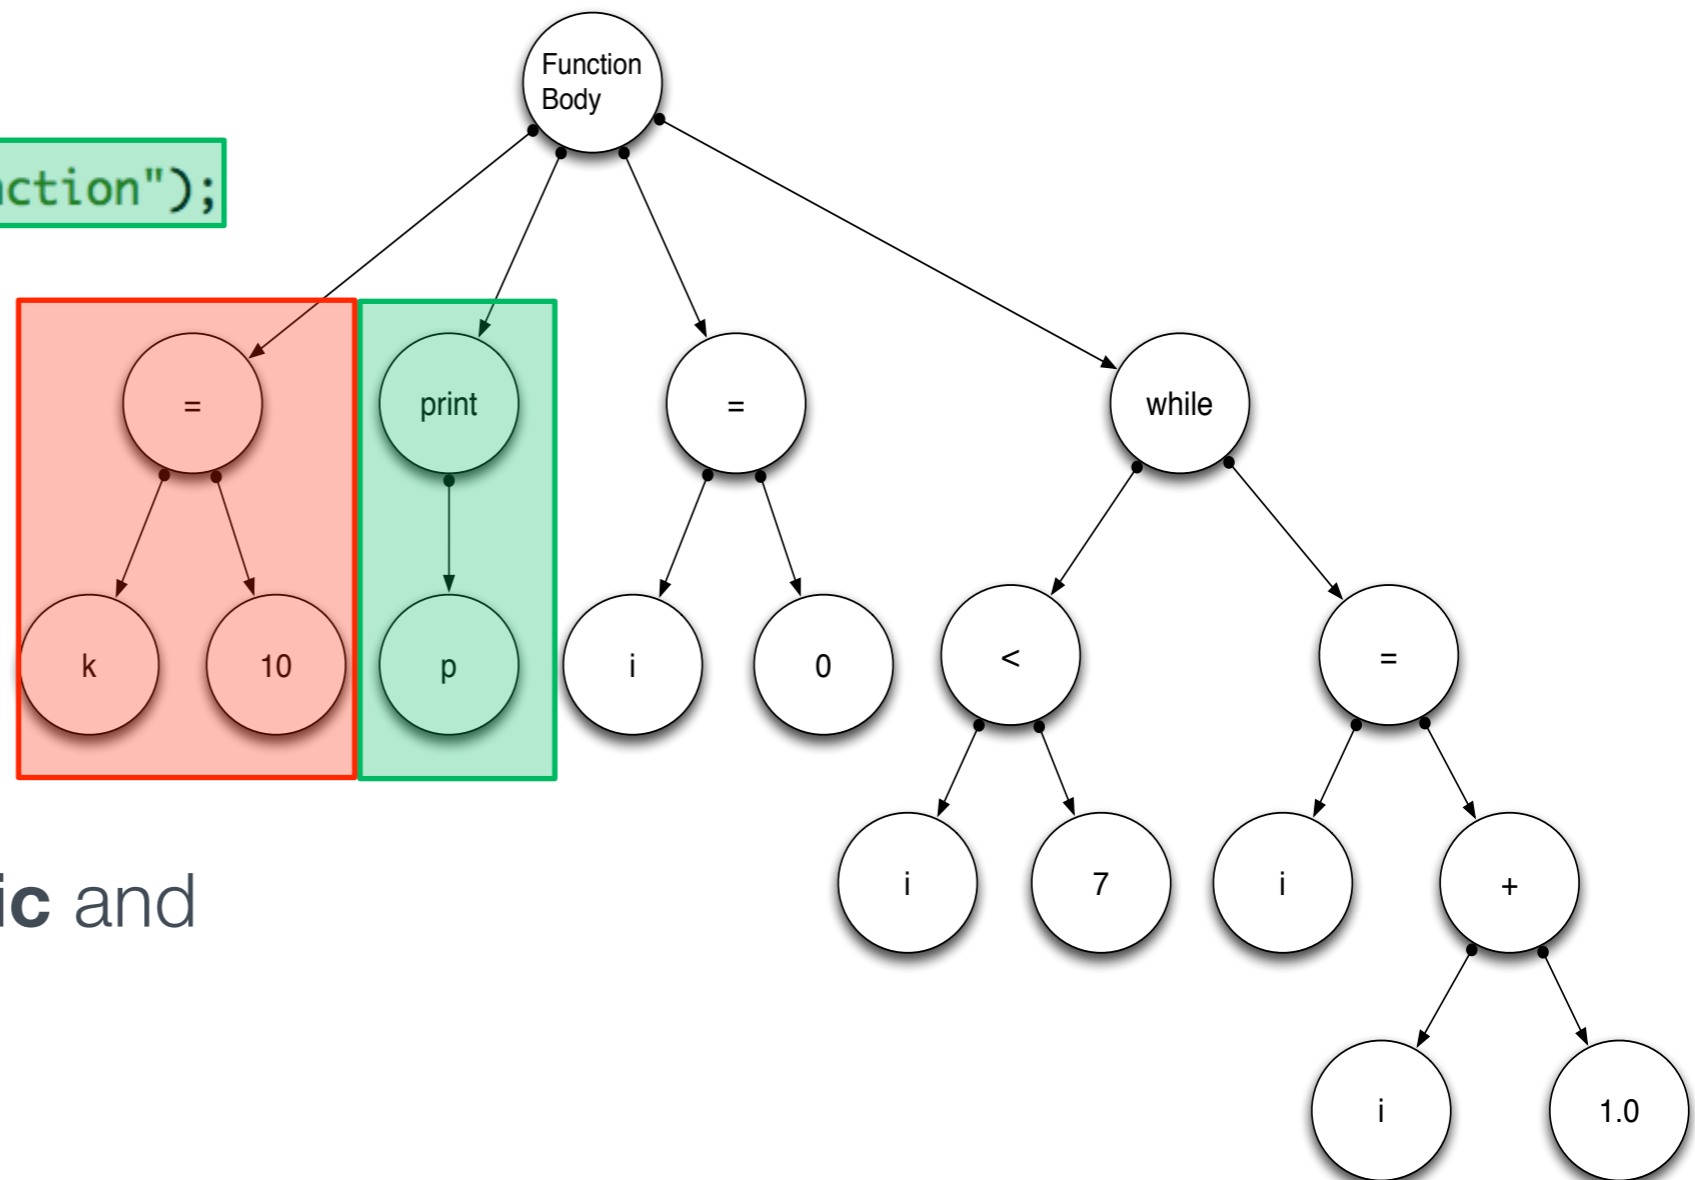 Function
Body
ction");
= print = while
k 10 p i 0 < =
i 7 i +
ic and
i 1.0